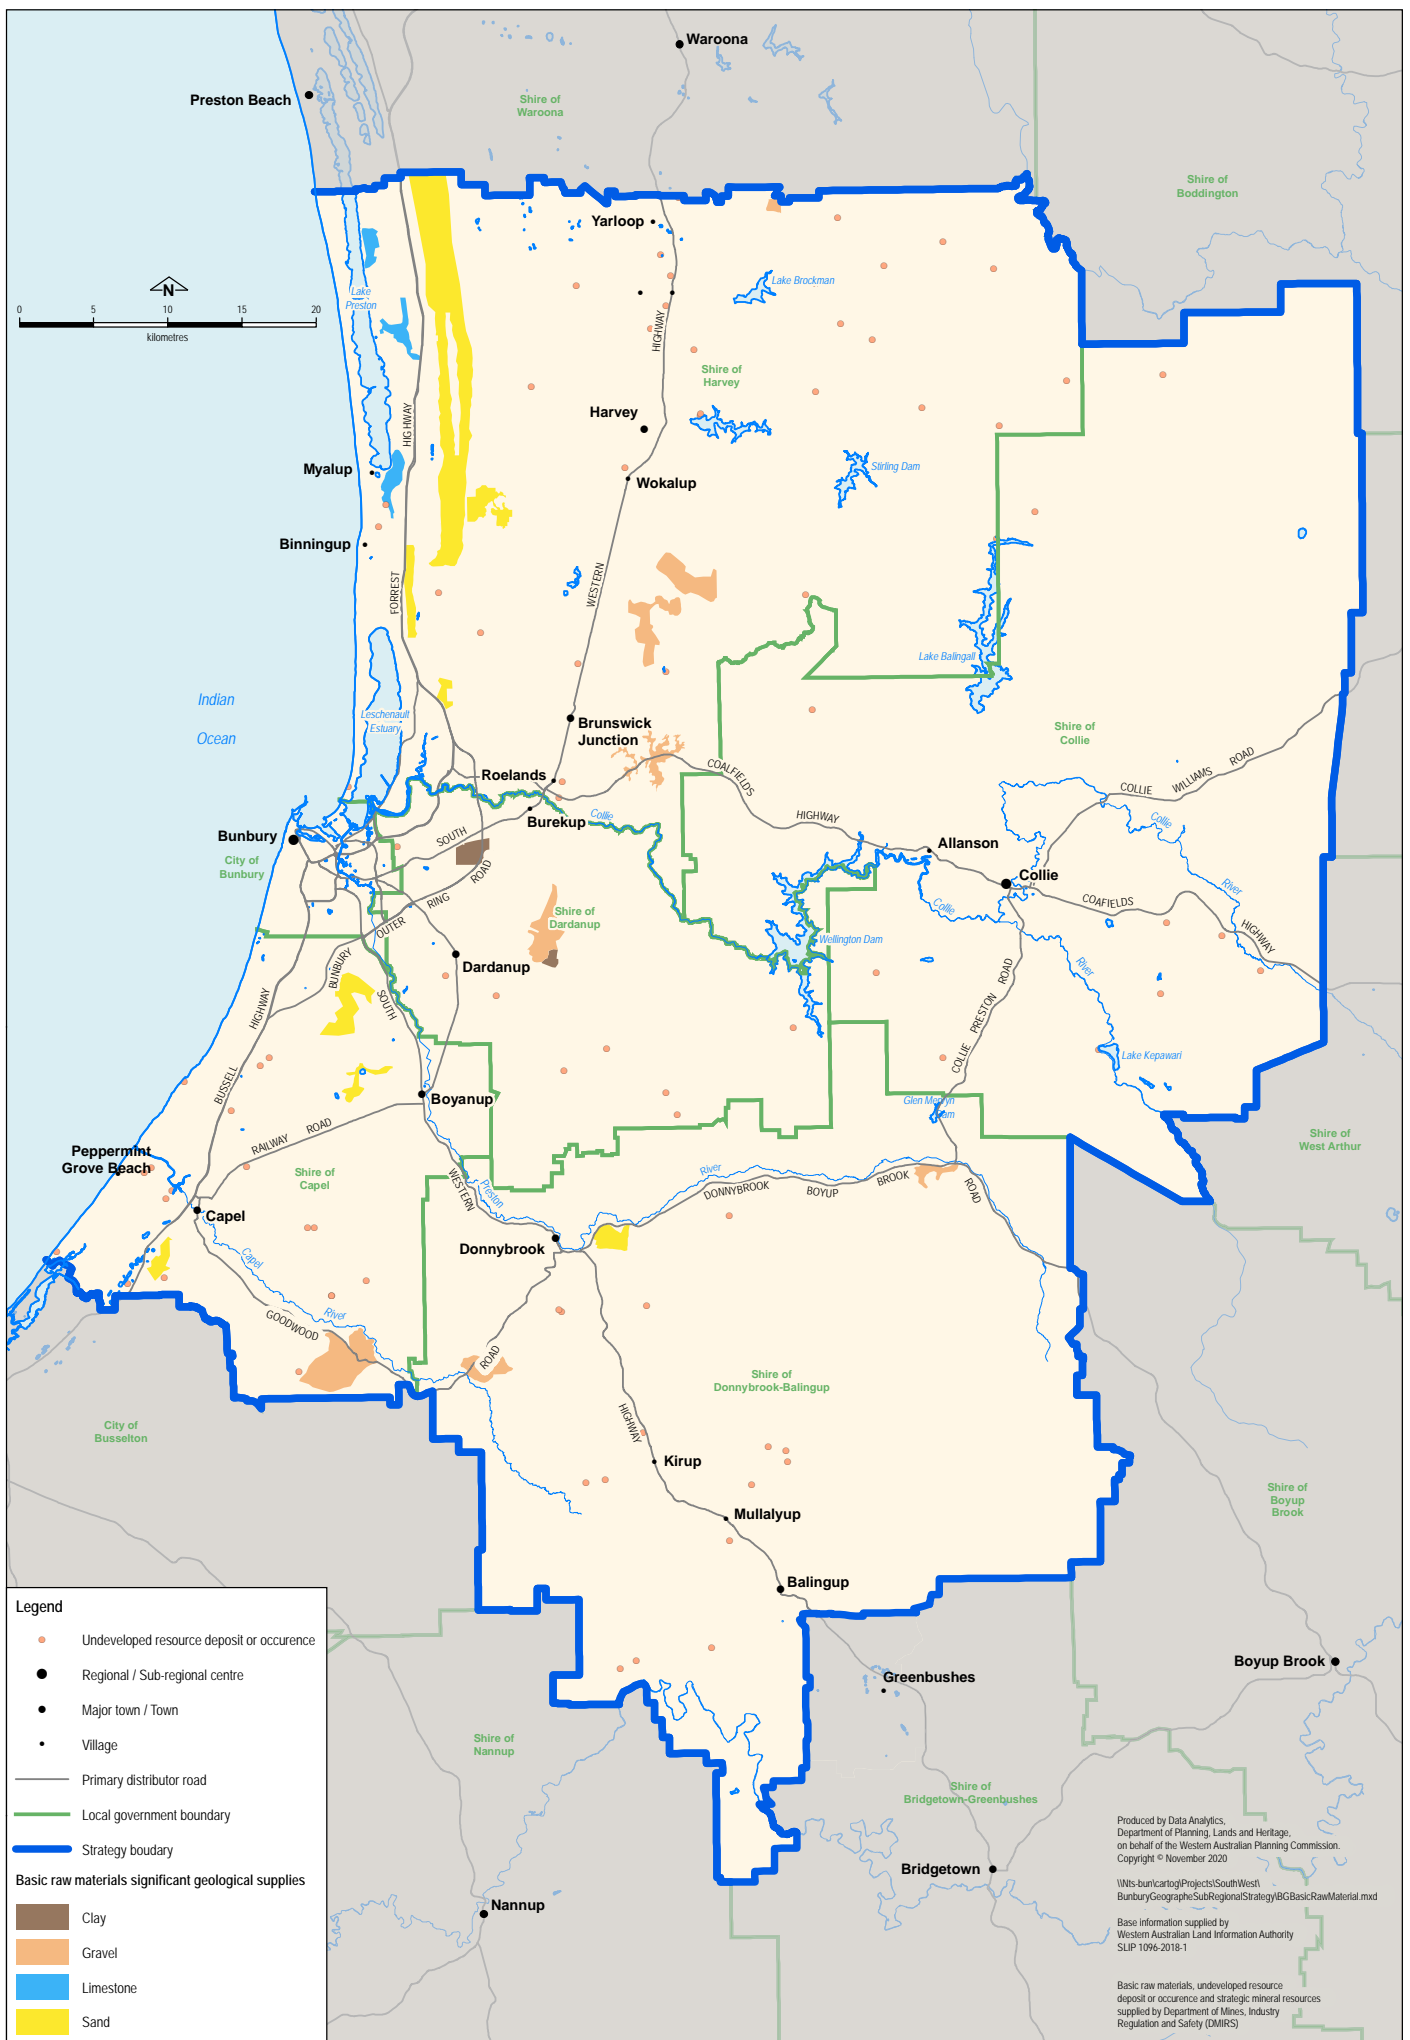 Waroona
Preston Beach
Shire of
Waroona
Shire of
Boddington
Yarloop
Lake Brockman
Lake
Preston
N
0
5
10
15
20
kilometres
HIGHWAY
Shire of
Harvey
HIGHWAY
Harvey
Myalup
Stirling Dam
Wokalup
Binningup
FORREST
WESTERN
Lake Balingall
Indian
Ocean
Leschenault
Estuary
Brunswick
Junction
Shire of
Collie
COALFIELDS
Roelands
COLLIE
WILLIAMS
ROAD
HIGHWAY
Burekup
Collie
Collie
Bunbury
SOUTH
Allanson
City of
Bunbury
ROAD
Collie
River
RING
Collie
COAFIELDS
Shire of
Dardanup
OUTER
HIGHWAY
Wellington Dam
Dardanup
BUNBURY
River
SOUTH
ROAD
PRESTON
COLLIE
HIGHWAY
Lake Kepawari
BUSSELL
Boyanup
Glen Mervyn
Dam
RAILWAY
ROAD
Shire of
West Arthur
Peppermint
Grove Beach
Shire of
Capel
WESTERN
Preston
River
DONNYBROOK
BOYUP
BROOK
ROAD
Capel
Donnybrook
Capel
River
GOODWOOD
ROAD
Shire of
Donnybrook-Balingup
City of
Busselton
HIGHWAY
Kirup
Shire of
Boyup
Brook
Mullalyup
Balingup
Legend
Undeveloped resource deposit or occurence
Regional / Sub-regional centre
Major town / Town
Village
Primary distributor road
Local government boundary
Strategy boudary
Basic raw materials significant geological supplies
Clay
Gravel
Limestone
Sand
Boyup Brook
Greenbushes
Shire of
Nannup
Shire of
Bridgetown-Greenbushes
Bridgetown
Nannup
Produced by Data Analytics,
Department of Planning, Lands and Heritage,
on behalf of the Western Australian Planning Commission.
Copyright © November 2020
\\Nts-bun\cartog\Projects\SouthWest\
BunburyGeographeSubRegionalStrategy\BGBasicRawMaterial.mxd
Base information supplied by
Western Australian Land Information Authority
SLIP 1096-2018-1
Basic raw materials, undeveloped resource
deposit or occurence and strategic mineral resources
supplied by Department of Mines, Industry
Regulation and Safety (DMIRS)